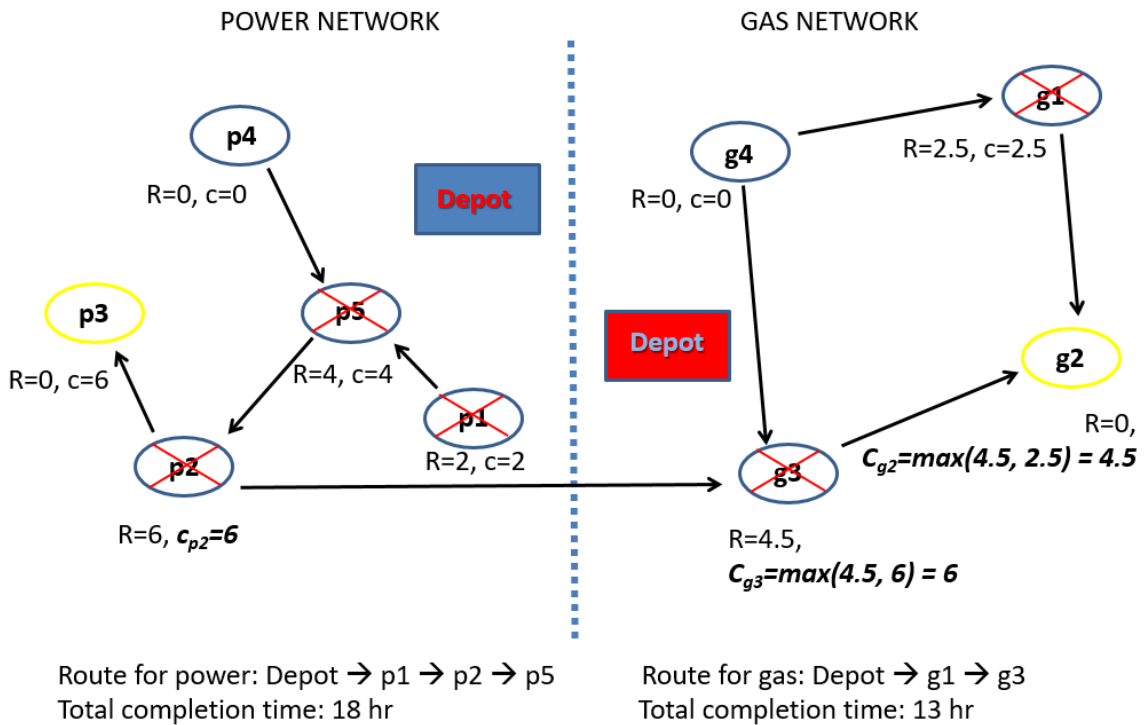 POWER NETWORK
GAS NETWORK
p4
R=0, c=0
Depot
p3
R=0, c=6
p5
R=4, c=4
p1
R=2, c=2
p2
R=6, cp2=6
g4
R=0, c=0
g1
R=2.5, c=2.5
Depot
g2
R=0,
Cg2=max(4.5, 2.5) = 4.5
g3
R=4.5,
Cg3=max(4.5, 6) = 6
Route for power: Depot → p1 → p2 → p5
Total completion time: 18 hr
Route for gas: Depot → g1 → g3
Total completion time: 13 hr